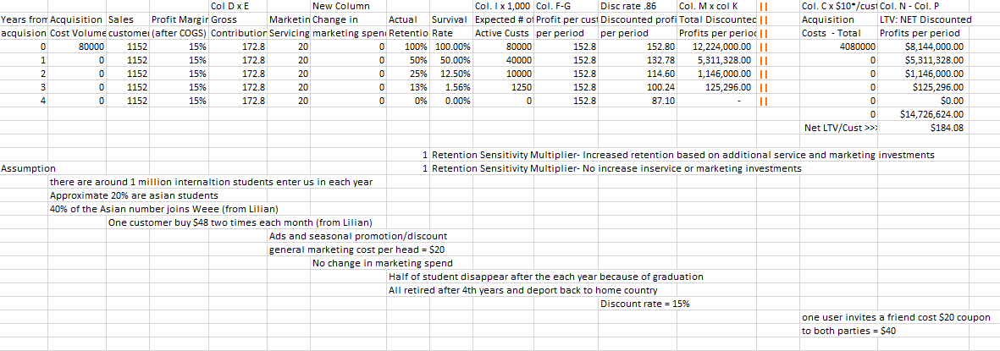 Col D x E New Column Col. I x 1,000 Col. F-G Disc rate .86 Col. M x col K || Col. C x $10*/cust Col. N - Col. P
Years from Acquisition Sales Profit Margin Gross Marketin Change in Actual Survival Expected # of Profit per cust Discounted profi Total Discounted || Acquisition LTV: NET Discounted
acquision Cost Volume customer (after COGS) Contribution Servicing marketing spend Retentio Rate Active Custs per period per period Profits per period || Costs - Total Profits per period
0 80000 1152 15% 172.8 20 0 100% 100.00% 80000 152.8 152.80 12,224,000.00 || 4080000 $8,144,000.00
1 0 1152 15% 172.8 20 0 50% 50.00% 40000 152.8 132.78 5,311,328.00 || 0 $5,311,328.00
2 0 1152 15% 172.8 20 0 25% 12.50% 10000 152.8 114.60 1,146,000.00 || 0 $1,146,000.00
3 0 1152 15% 172.8 20 0 13% 1.56% 1250 152.8 100.24 125,296.00 || 0 $125,296.00
4 0 1152 15% 172.8 20 0 0% 0.00% 0 152.8 87.10 - || 0 $0.00
0 $14,726,624.00
Net LTV/Cust >>> $184.08
1 Retention Sensitivity Multiplier- Increased retention based on additional service and marketing investments
Assumption 1 Retention Sensitivity Multiplier- No increase inservice or marketing investments
there are around 1 million internaltion students enter us in each year
Approximate 20% are asian students
40% of the Asian number joins Weee (from Lilian)
One customer buy $48 two times each month (from Lilian)
Ads and seasonal promotion/discount
general marketing cost per head = $20
No change in marketing spend
Half of student disappear after the each year because of graduation
All retired after 4th years and deport back to home country
Discount rate = 15%
one user invites a friend cost $20 coupon
to both parties = $40